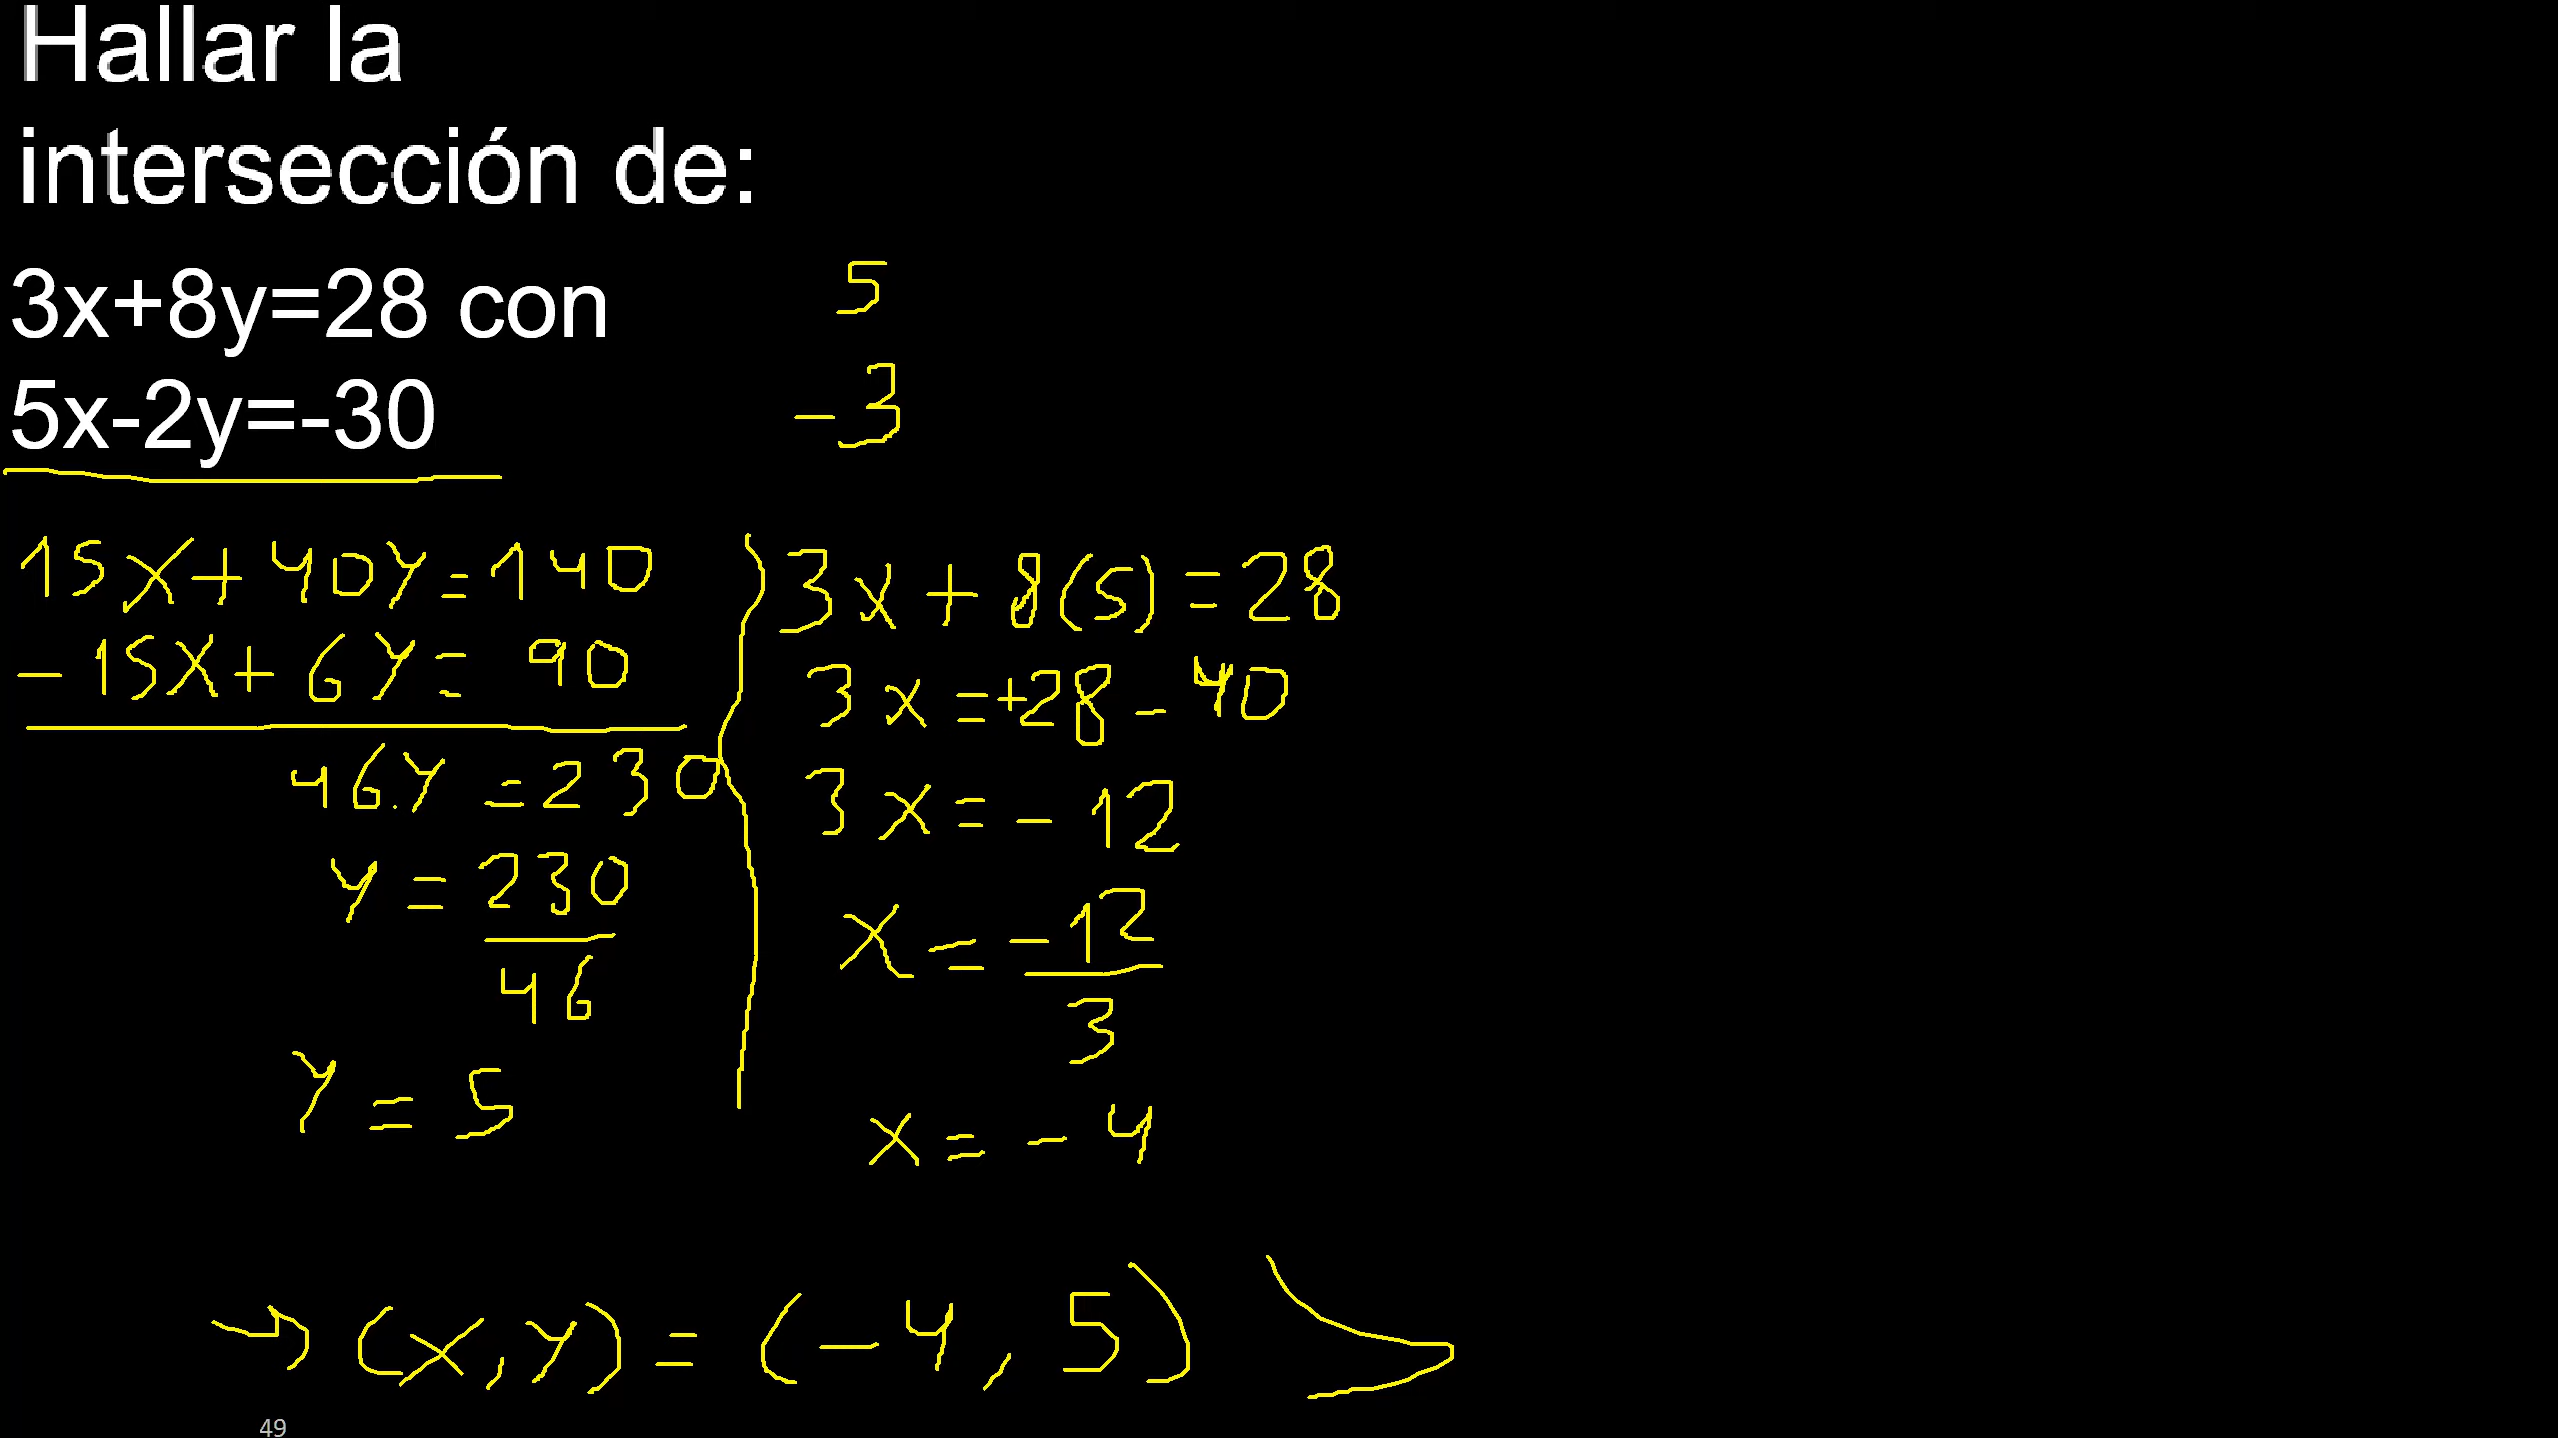 Hallar la
intersección de:
3x+8y=28 con
5x-2y=-30
5
-3
15x+40y=140
-15x+6y=90
46.y=230
y=230
46
y=5
3x+8(5)=28
3x=+28-40
3x=-12
x=-12
3
x=-4
→(x,y)=(-4,5)
49